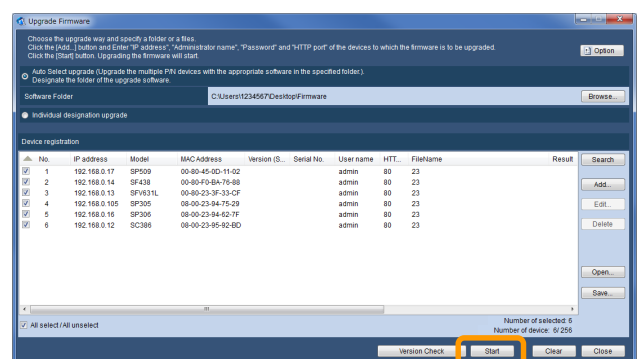 Upgrade Firmware
Choose the upgrade way and specify a folder or a files.
Click the [Add...] button and Enter "IP address", "Administrator name", "Password" and "HTTP port" of the devices to which the firmware is to be upgraded.
Click the [Start] button. Upgrading the firmware will start.
Option
Auto Select upgrade (Upgrade the multiple P/N devices with the appropriate software in the specified folder.).
Designate the folder of the upgrade software.
Software Folder C:\Users\1234567\Desktop\Firmware Browse...
Individual designation upgrade
Device registration
No. IP address Model MAC Address Version (S... Serial No. User name HTT... FileName Result Search
1 192.168.0.17 SP509 00-80-45-0D-11-02 admin 80 23
2 192.168.0.14 SF438 00-80-F0-BA-76-88 admin 80 23 Add...
3 192.168.0.13 SFV631L 00-80-23-3F-33-CF admin 80 23
4 192.168.0.105 SP305 08-00-23-94-75-29 admin 80 23 Edit...
5 192.168.0.16 SP306 08-00-23-94-62-7F admin 80 23
6 192.168.0.12 SC386 08-00-23-95-92-BD admin 80 23 Delete
Open...
Save...
All select / All unselect
Number of selected: 6
Number of device: 6/ 256
Version Check Start Clear Close